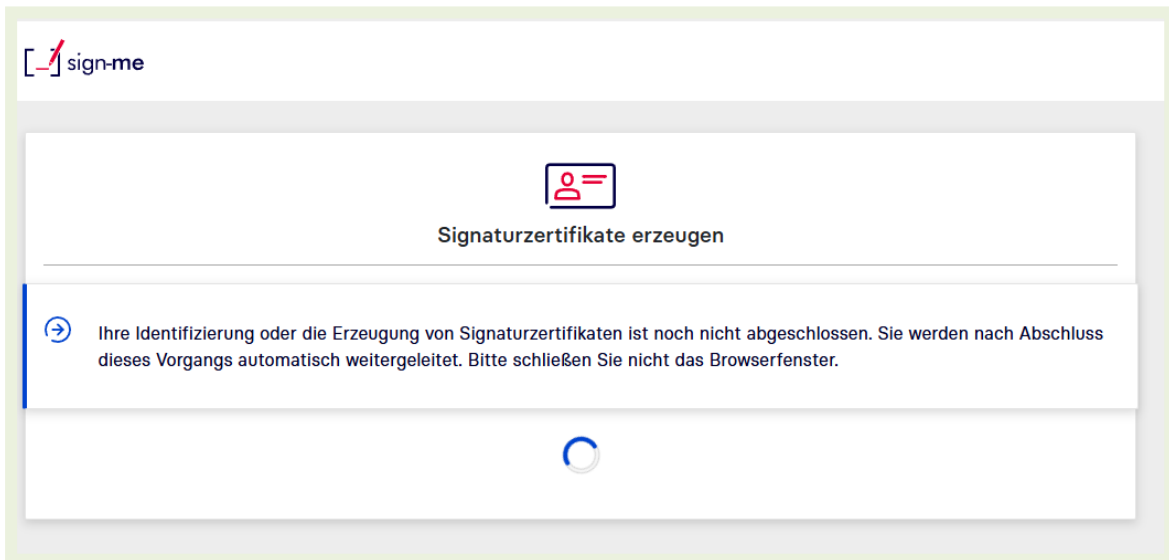 sign-me
Signaturzertifikate erzeugen
Ihre Identifizierung oder die Erzeugung von Signaturzertifikaten ist noch nicht abgeschlossen. Sie werden nach Abschluss
dieses Vorgangs automatisch weitergeleitet. Bitte schließen Sie nicht das Browserfenster.